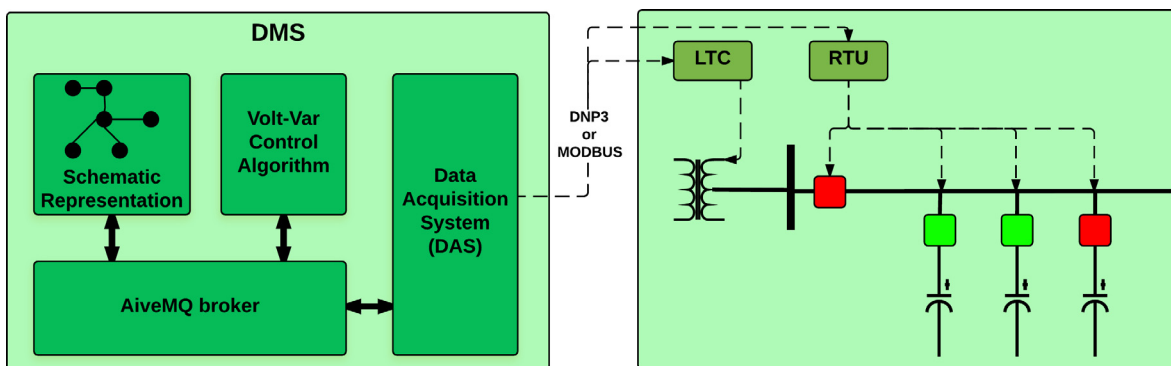 DMS
Schematic
Representation
Volt-Var
Control
Algorithm
Data
Acquisition
System
(DAS)
AiveMQ broker
DNP3
or
MODBUS
LTC
RTU